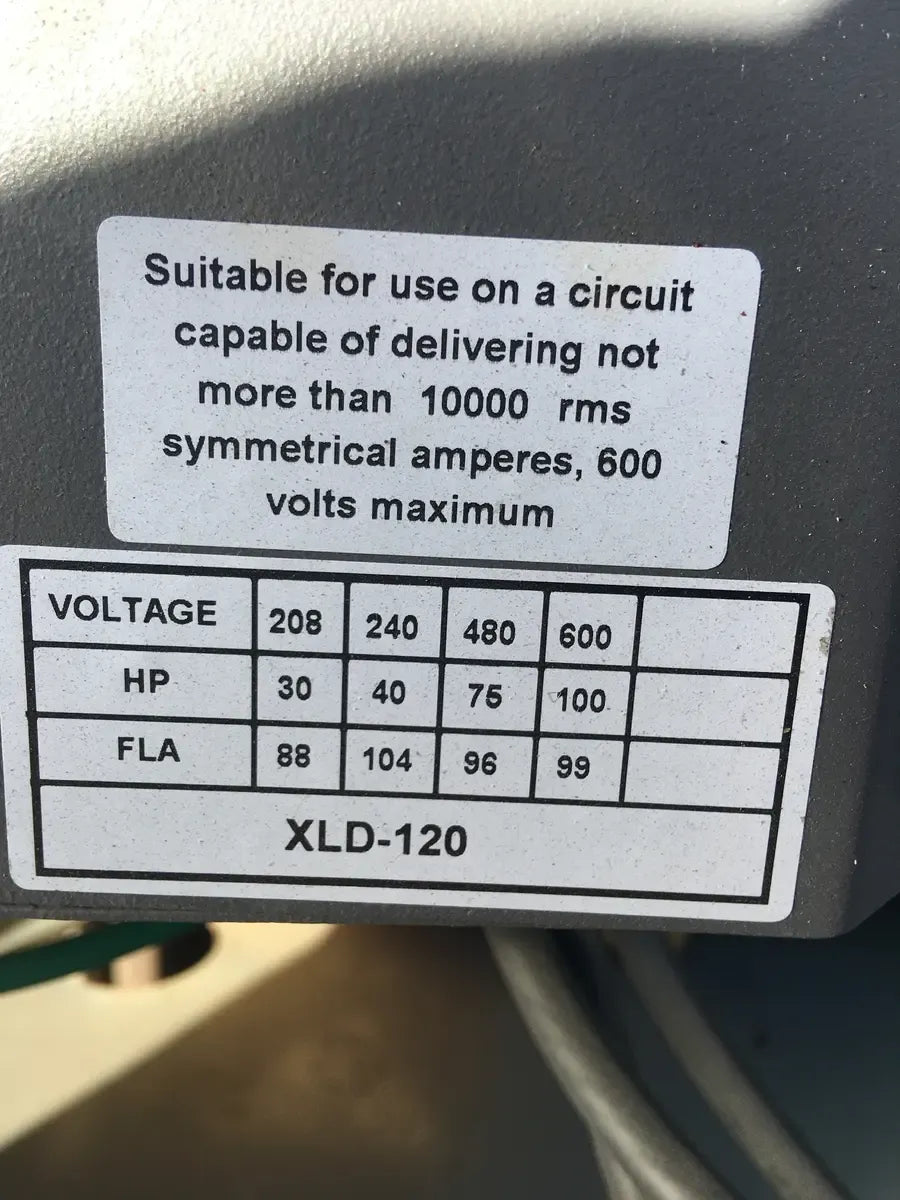 Suitable for use on a circuit
capable of delivering not
more than 10000 rms
symmetrical amperes, 600
volts maximum
VOLTAGE 208 240 480 600
HP 30 40 75 100
FLA 88 104 96 99
XLD-120